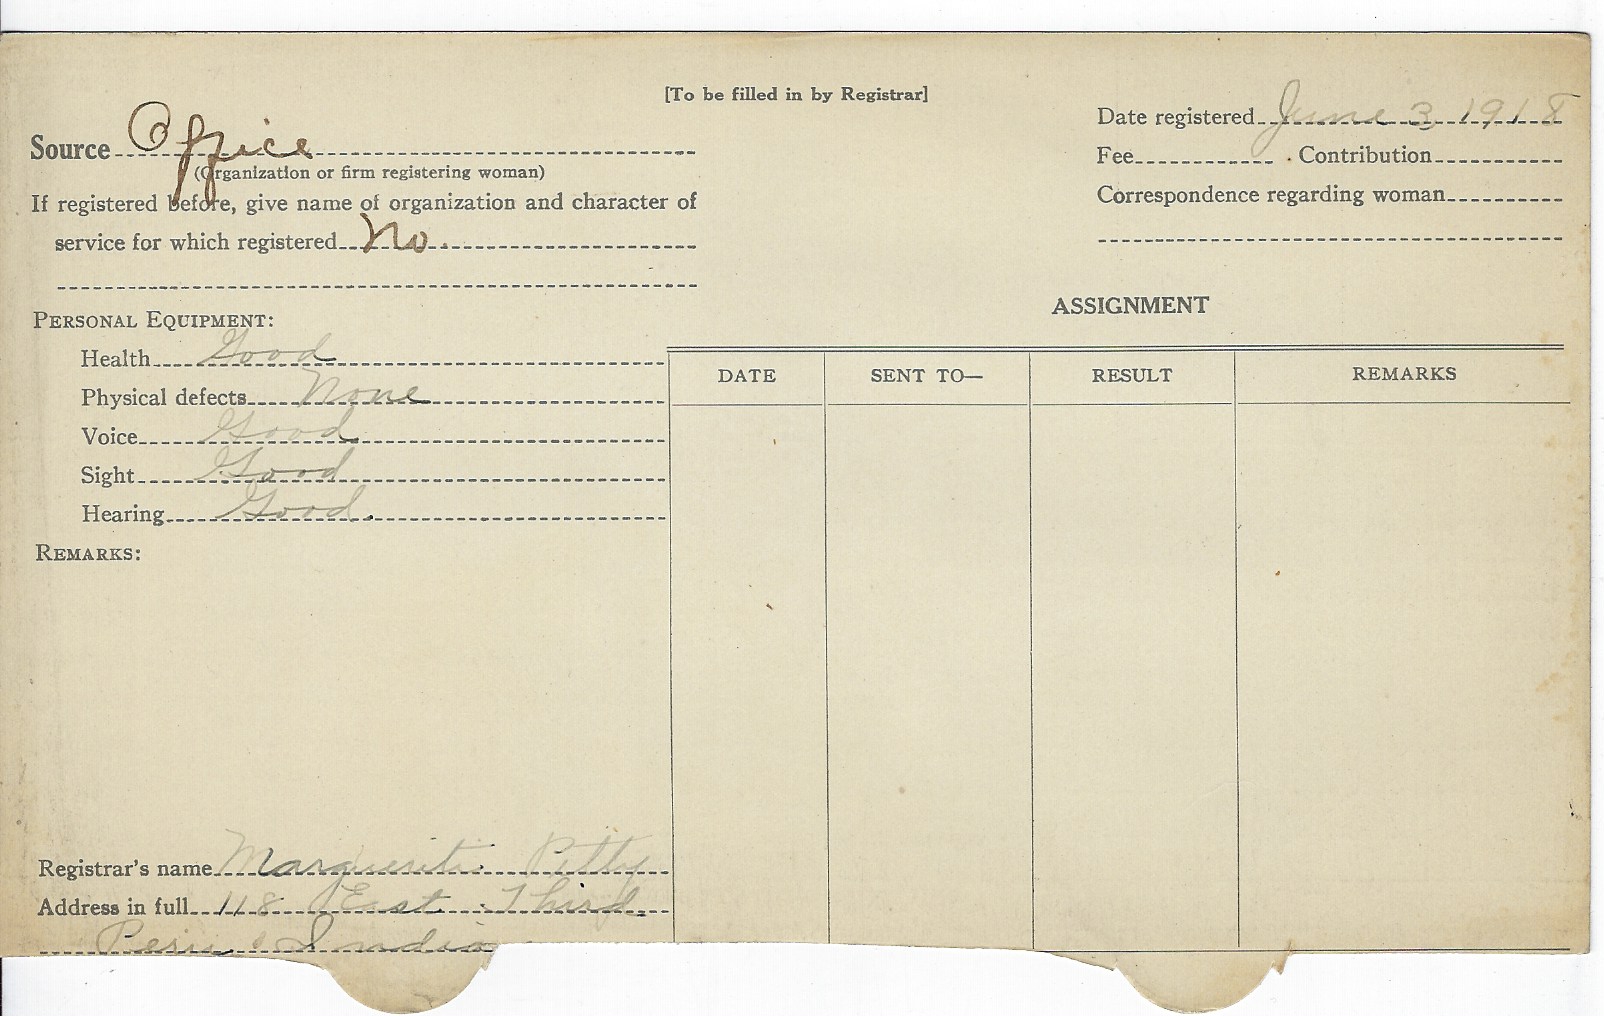 [To be filled in by Registrar]
Source Office
(Organization or firm registering woman)
If registered before, give name of organization and character of
service for which registered No.
Date registered June 3, 1918
Fee Contribution
Correspondence regarding woman
PERSONAL EQUIPMENT:
Health Good
Physical defects None
Voice Good
Sight Good
Hearing Good.
REMARKS:
Registrar's name Marguerite
Address in full 118 East Third.
Peru Indiana
ASSIGNMENT
DATE SENT TO— RESULT REMARKS